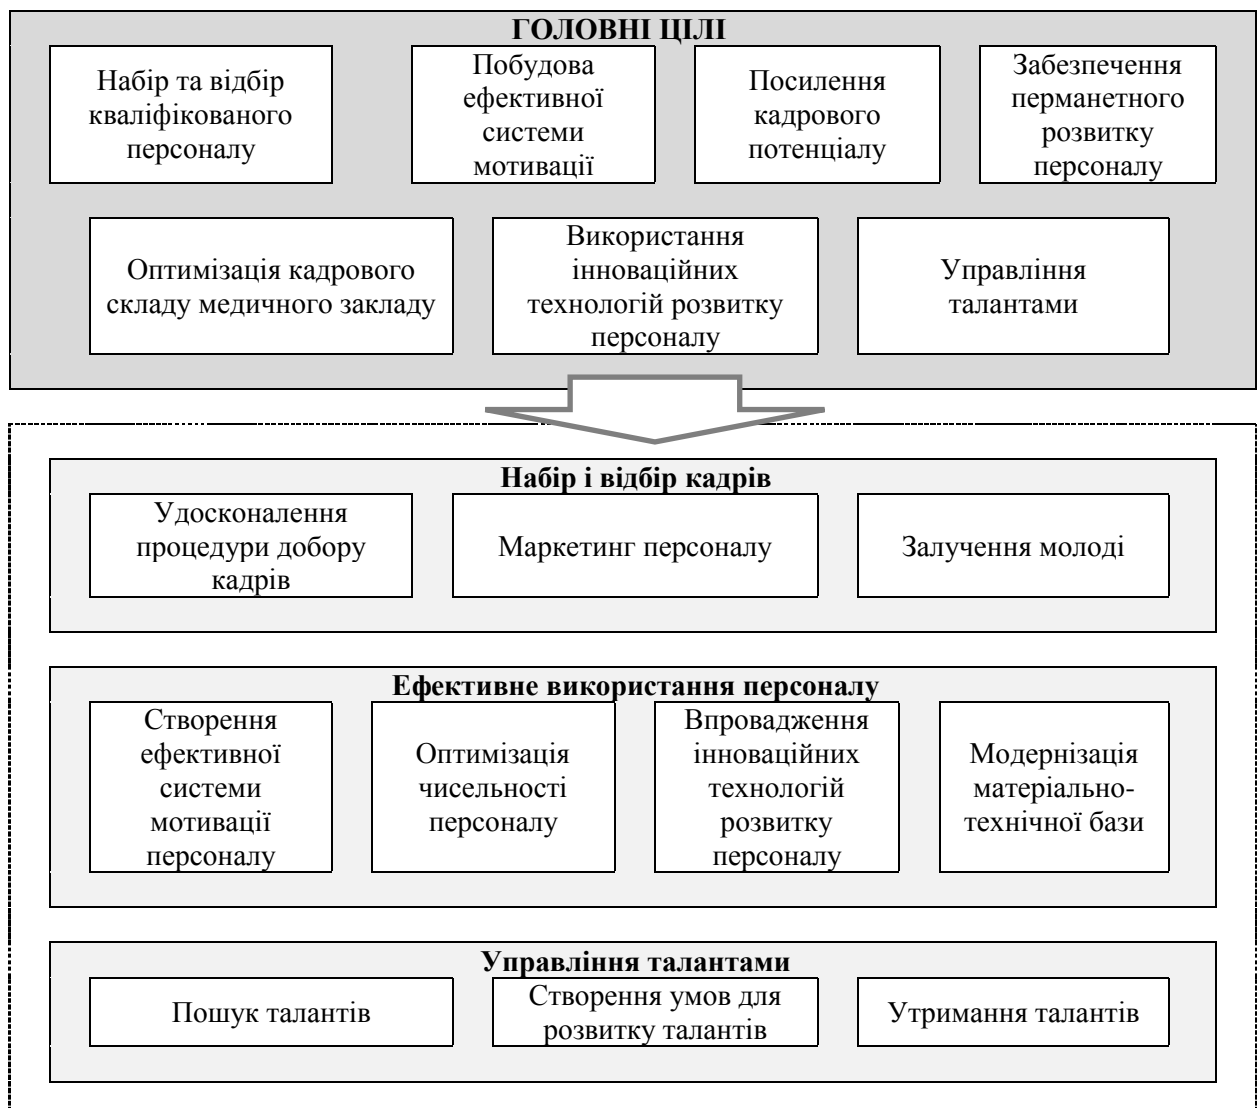 ГОЛОВНІ ЦІЛІ
Набір та відбір
кваліфікованого
персоналу
Побудова
ефективної
системи
мотивації
Посилення
кадрового
потенціалу
Забезпечення
перманетного
розвитку
персоналу
Оптимізація кадрового
складу медичного закладу
Використання
інноваційних
технологій розвитку
персоналу
Управління
талантами
Набір і відбір кадрів
Удосконалення
процедури добору
кадрів
Маркетинг персоналу
Залучення молоді
Ефективне використання персоналу
Створення
ефективної
системи
мотивації
персоналу
Оптимізація
чисельності
персоналу
Впровадження
інноваційних
технологій
розвитку
персоналу
Модернізація
матеріально-
технічної бази
Управління талантами
Пошук талантів
Створення умов для
розвитку талантів
Утримання талантів